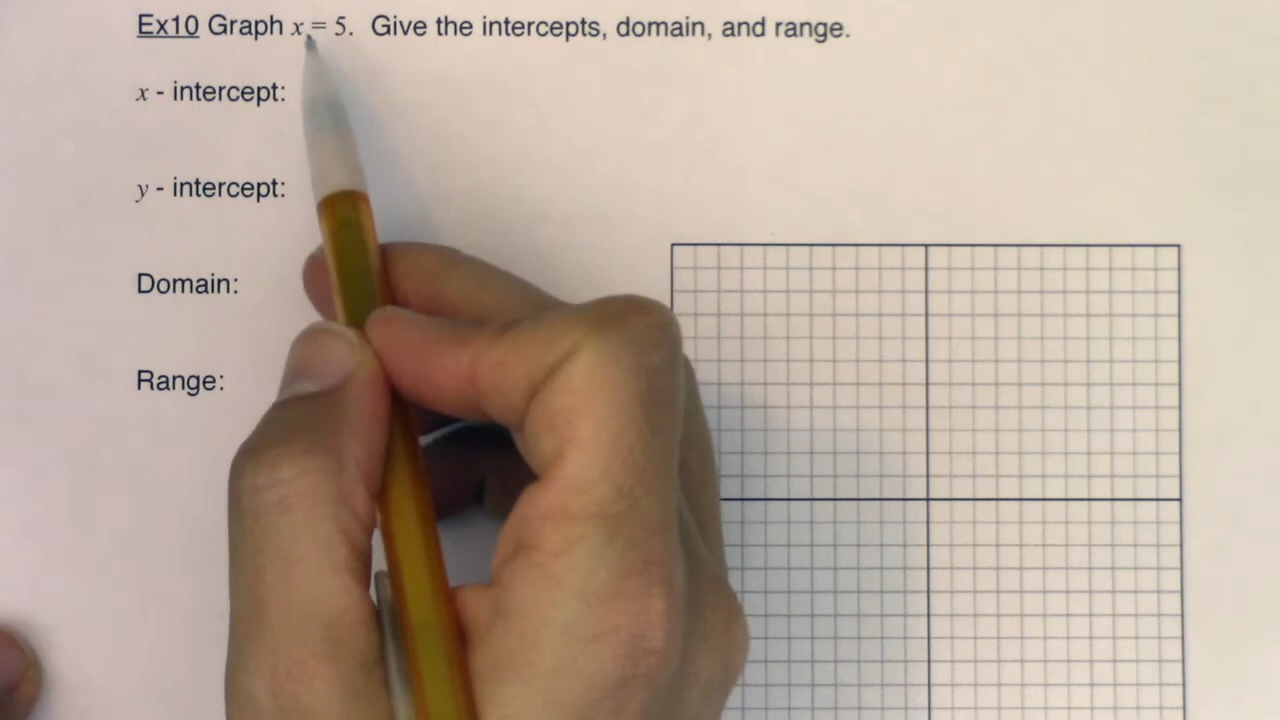 Ex10 Graph x = 5. Give the intercepts, domain, and range.
x - intercept:
y - intercept:
Domain:
Range: